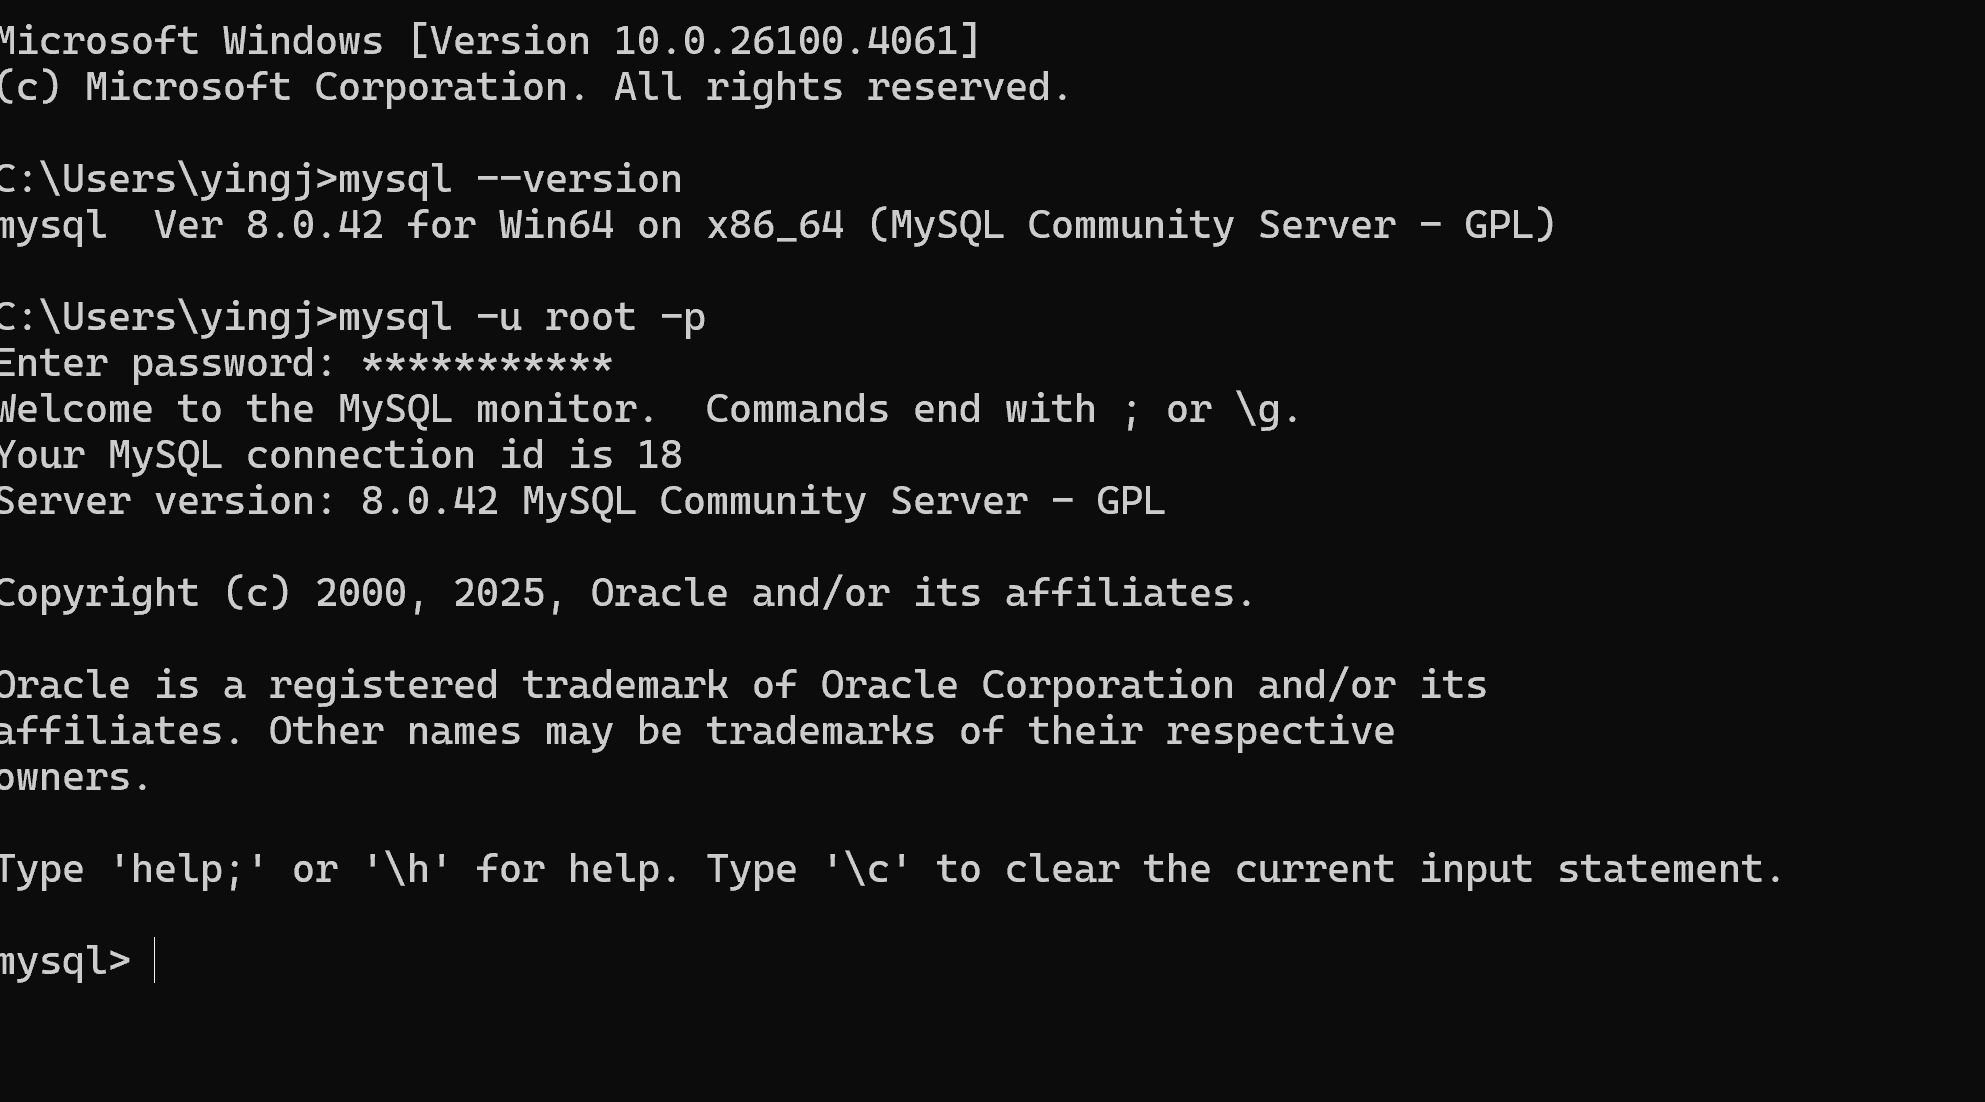 Microsoft Windows [Version 10.0.26100.4061]
(c) Microsoft Corporation. All rights reserved.
C:\Users\yingj>mysql --version
mysql  Ver 8.0.42 for Win64 on x86_64 (MySQL Community Server - GPL)
C:\Users\yingj>mysql -u root -p
Enter password: ***********
Welcome to the MySQL monitor.  Commands end with ; or \g.
Your MySQL connection id is 18
Server version: 8.0.42 MySQL Community Server - GPL
Copyright (c) 2000, 2025, Oracle and/or its affiliates.
Oracle is a registered trademark of Oracle Corporation and/or its
affiliates. Other names may be trademarks of their respective
owners.
Type 'help;' or '\h' for help. Type '\c' to clear the current input statement.
mysql>